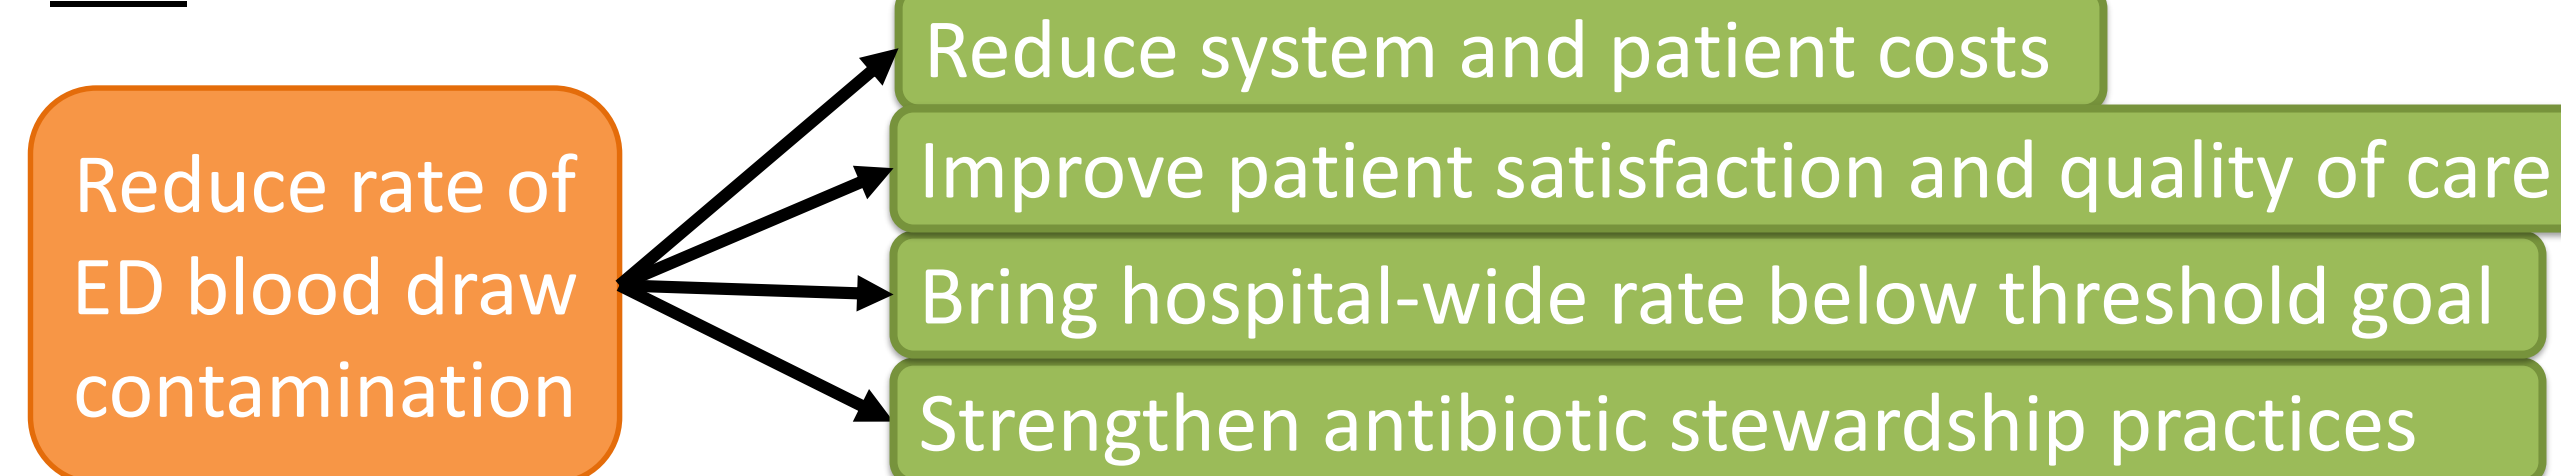 Reduce rate of
ED blood draw
contamination
Reduce system and patient costs
Improve patient satisfaction and quality of care
Bring hospital-wide rate below threshold goal
Strengthen antibiotic stewardship practices